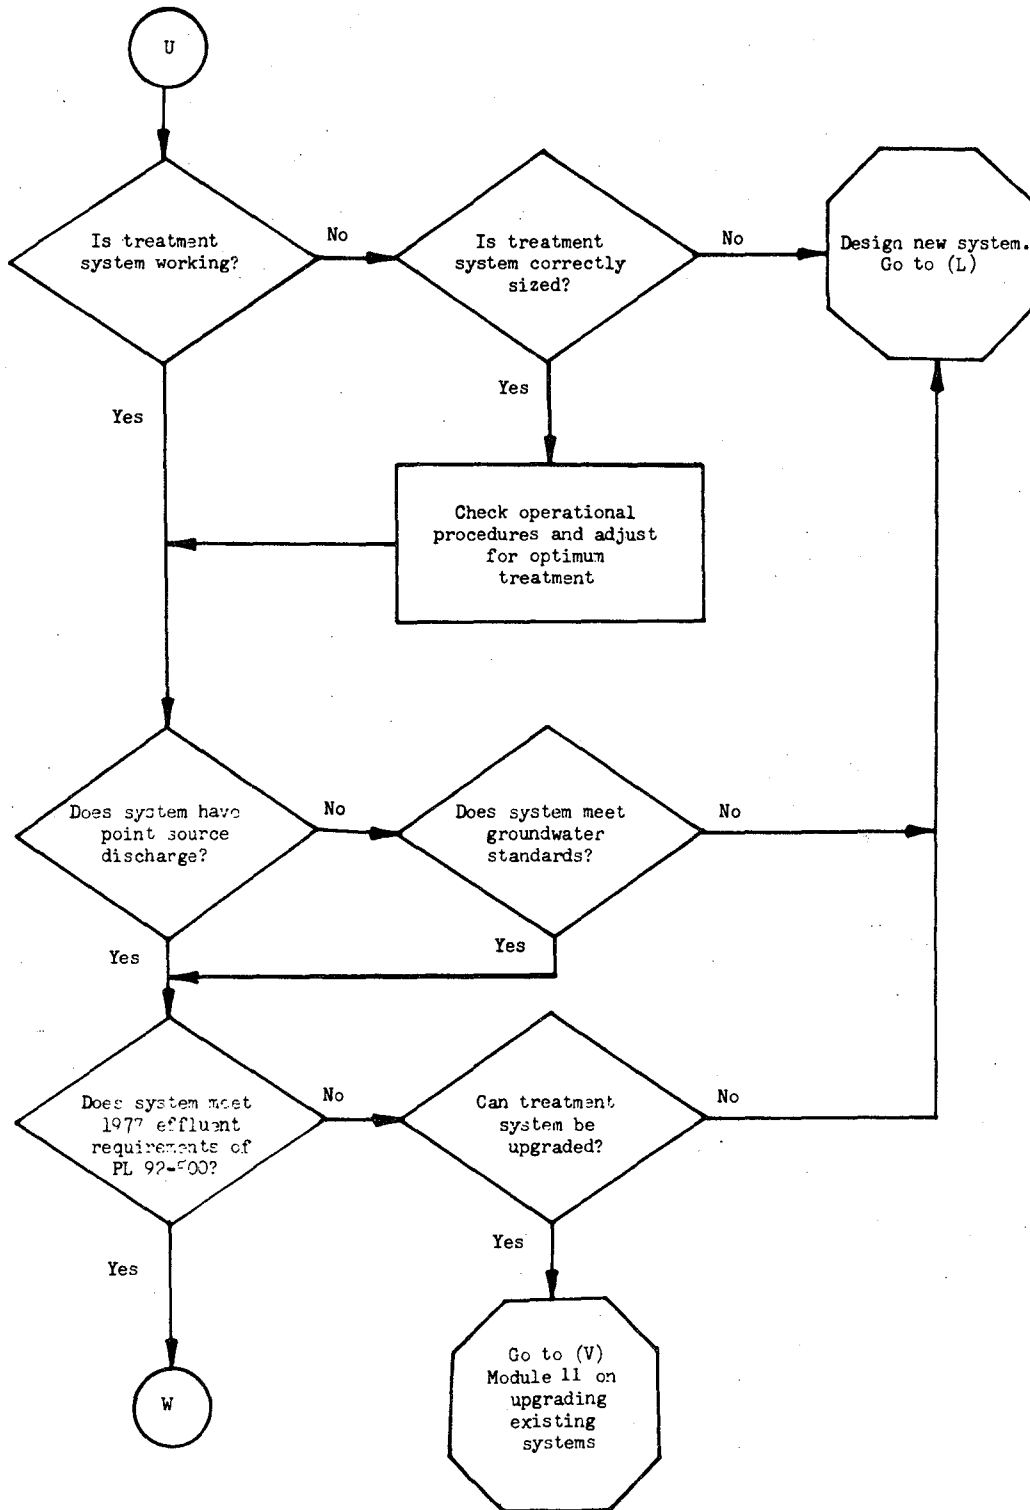 U
Is treatment
system working?
No
Is treatment
system correctly
sized?
No
Design new system.
Go to (L)
Yes
Yes
Check operational
procedures and adjust
for optimum
treatment
Does system have
point source
discharge?
No
Does system meet
groundwater
standards?
No
Yes
Yes
Does system meet
1977 effluent
requirements of
PL 92-500?
No
Can treatment
system be
upgraded?
No
Yes
Yes
W
Go to (V)
Module 11 on
upgrading
existing
systems